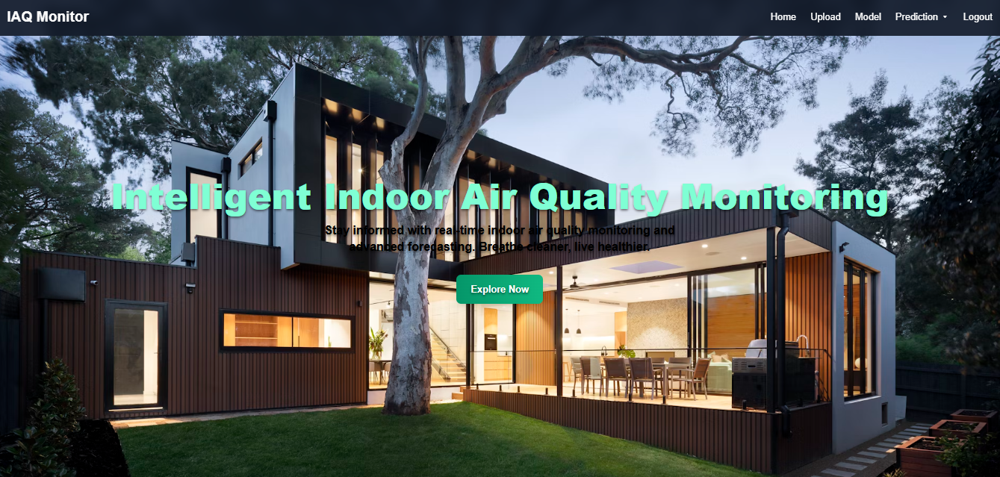 IAQ Monitor
Home Upload Model Prediction Logout
Intelligent Indoor Air Quality Monitoring
Stay informed with real-time indoor air quality monitoring and
advanced forecasting. Breathe cleaner, live healthier.
Explore Now